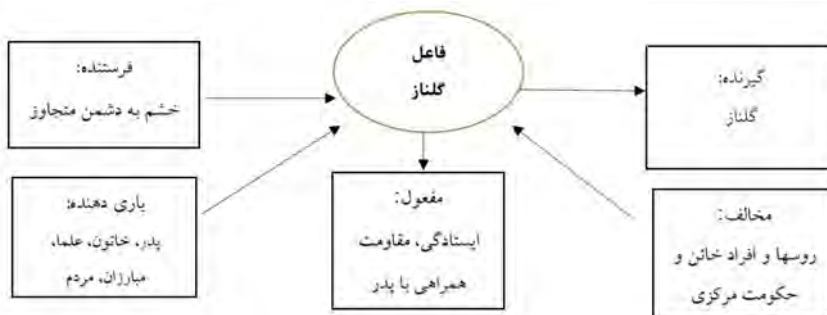 فرستنده:
خشم به دشمن متجاوز
فاعل
گلناز
گیرنده:
گلناز
یاری دهنده:
پدر، خاتون، علما،
مبارزان، مردم
مفعول:
ایستادگی، مقاومت
همراهی با پدر
مخالف:
روسها و افراد خائن و
حکومت مرکزی